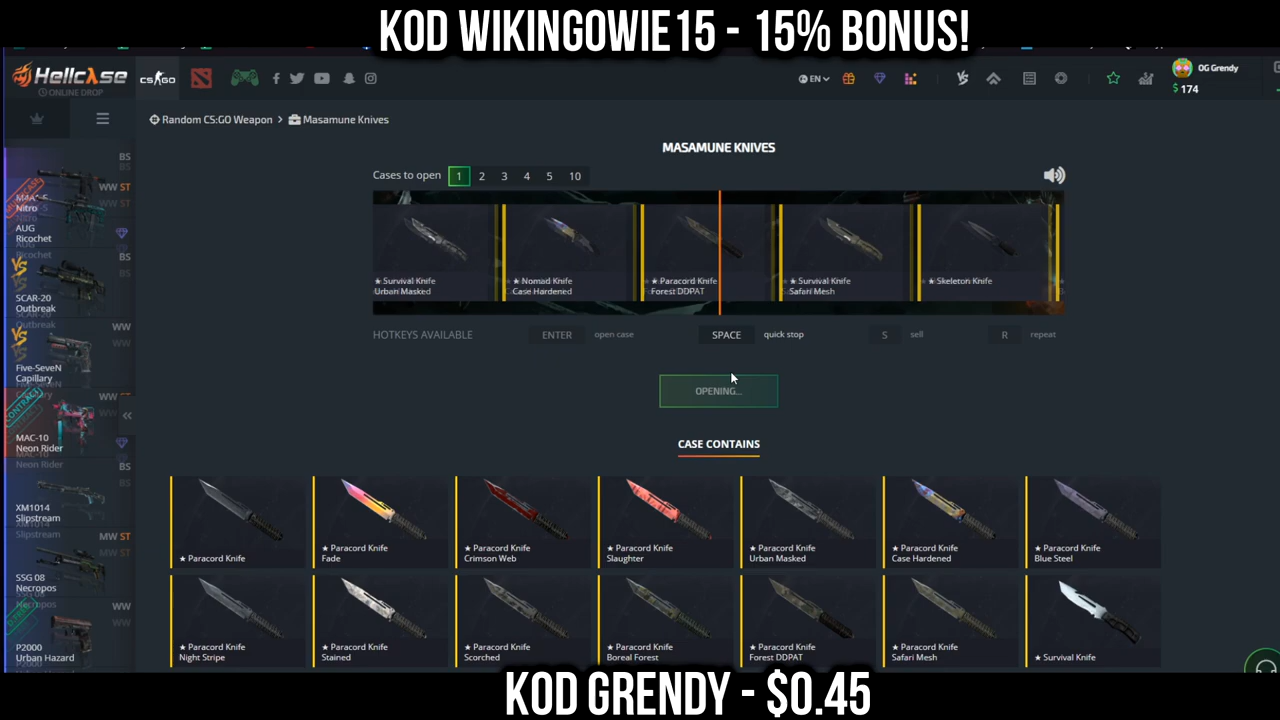 KOD WIKINGOWIE15 - 15% BONUS!
HELLCASE
ONLINE DROP
CS:GO
EN
OG Grendy
$ 174
Random CS:GO Weapon > Masamune Knives
MASAMUNE KNIVES
Cases to open 1 2 3 4 5 10
★ Survival Knife
Urban Masked
★ Nomad Knife
Case Hardened
★ Paracord Knife
Forest DDPAT
★ Survival Knife
Safari Mesh
★ Skeleton Knife
HOTKEYS AVAILABLE ENTER open case SPACE quick stop S sell R repeat
OPENING...
CASE CONTAINS
★ Paracord Knife
★ Paracord Knife
Fade
★ Paracord Knife
Crimson Web
★ Paracord Knife
Slaughter
★ Paracord Knife
Urban Masked
★ Paracord Knife
Case Hardened
★ Paracord Knife
Blue Steel
★ Paracord Knife
Night Stripe
★ Paracord Knife
Stained
★ Paracord Knife
Scorched
★ Paracord Knife
Boreal Forest
★ Paracord Knife
Forest DDPAT
★ Paracord Knife
Safari Mesh
★ Survival Knife
BS
WW ST
Nitro
AUG
Ricochet
BS
VS
SCAR-20
Outbreak
WW
VS
Five-SeveN
Capillary
WW
CONTRACT
MAC-10
Neon Rider
BS
XM1014
Slipstream
MW ST
SSG 08
Necropos
WW
P2000
Urban Hazard
KOD GRENDY - $0.45